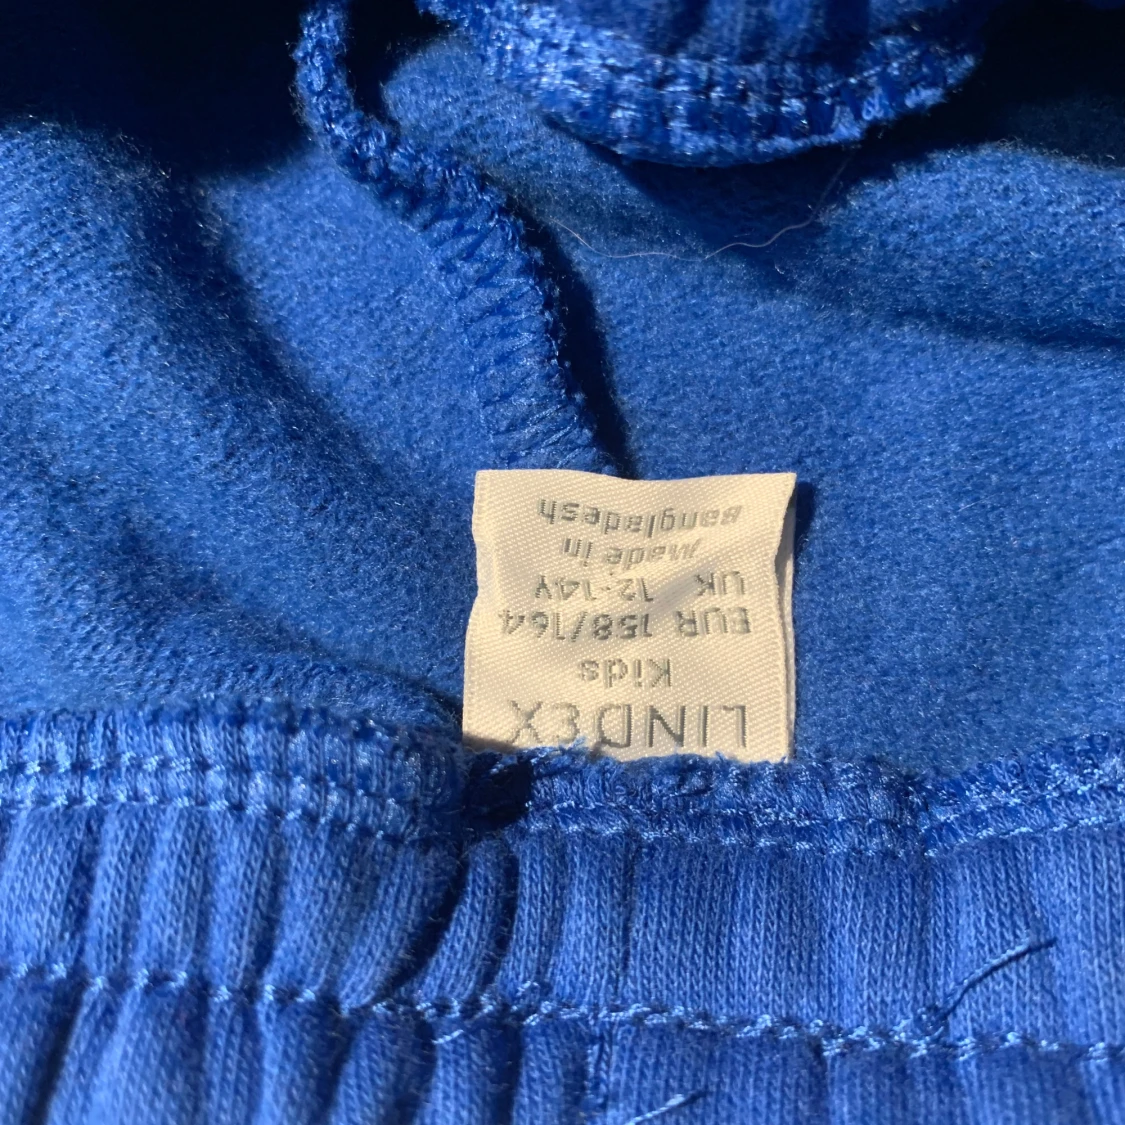 LINDEX
Kids
EUR 158/164
UK 12-14Y
Made in
Bangladesh